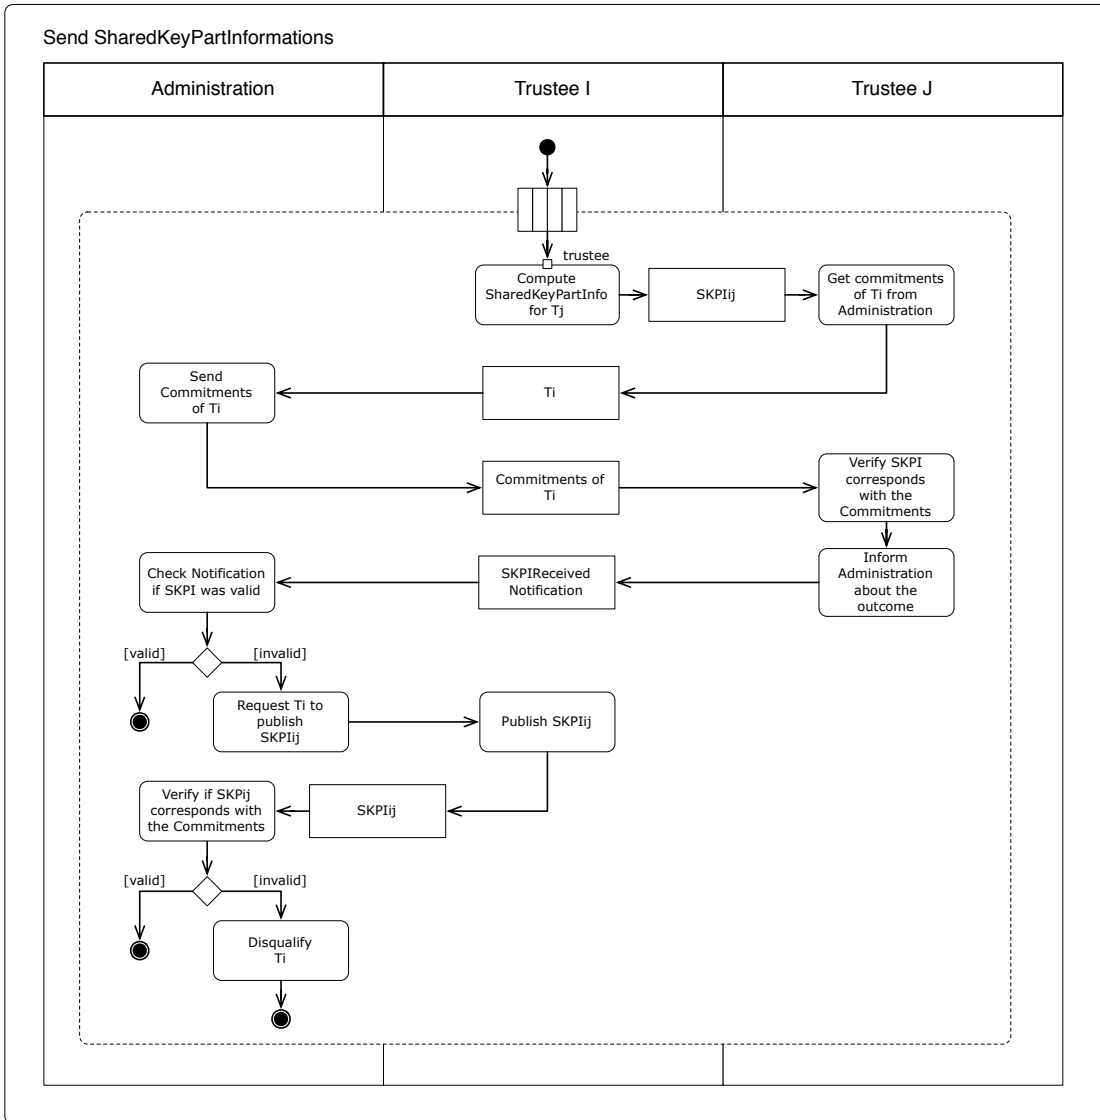 Send SharedKeyPartInformations
Administration
Trustee I
Trustee J
trustee
Compute
SharedKeyPartInfo
for Tj
SKPIij
Get commitments
of Ti from
Administration
Send
Commitments
of Ti
Ti
Commitments of
Ti
Verify SKPI
corresponds
with the
Commitments
Check Notification
if SKPI was valid
SKPIReceived
Notification
Inform
Administration
about the
outcome
[valid]
[invalid]
Request Ti to
publish
SKPIij
Publish SKPIij
Verify if SKPij
corresponds with
the Commitments
SKPIij
[valid]
[invalid]
Disqualify
Ti